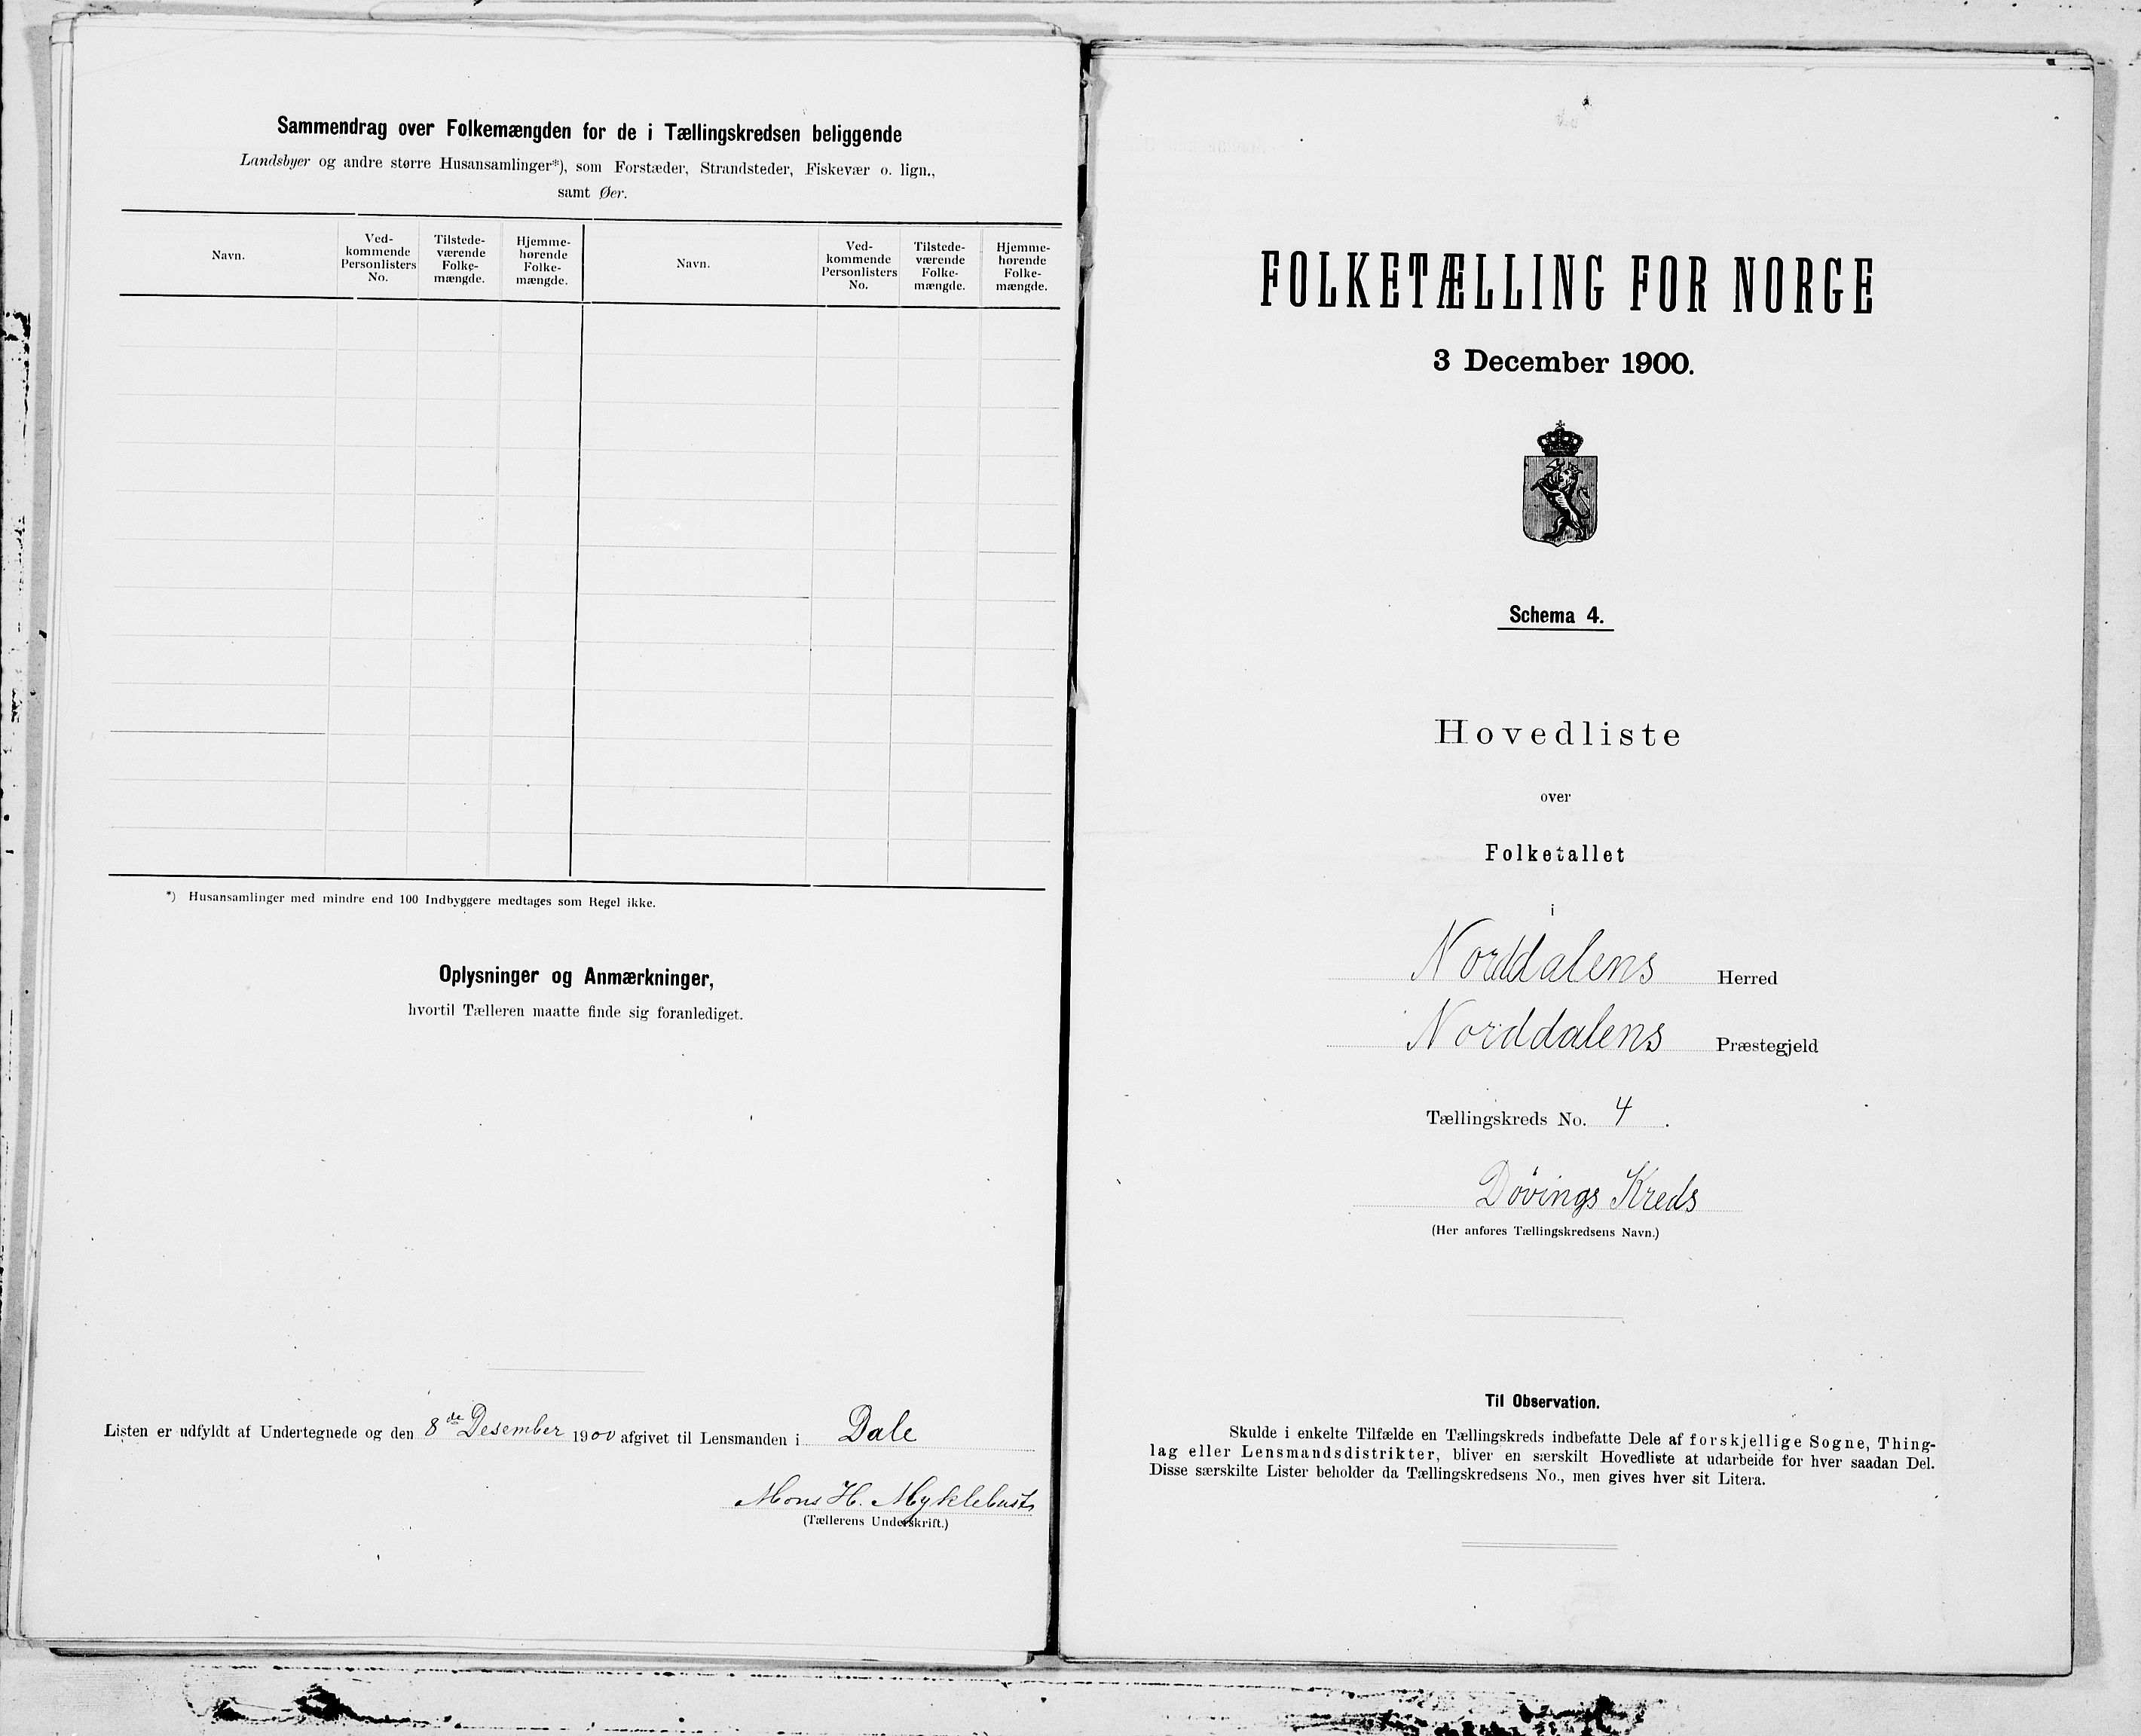 Sammendrag over Folkemængden for de i Tællingskredsen beliggende
Landsbyer og andre større Husansamlinger*), som Forstæder, Strandsteder, Fiskevær o. lign.,
samt Øer.
Navn.
Ved-
kommende
Personlisters
No.
Tilstede-
værende
Folke-
mængde.
Hjemme-
hørende
Folke-
mængde.
Navn.
Ved-
kommende
Personlisters
No.
Tilstede-
værende
Folke-
mængde.
Hjemme-
hørende
Folke-
mængde.
*) Husansamlinger med mindre end 100 Indbyggere medtages som Regel ikke.
Oplysninger og Anmærkninger,
hvortil Tælleren maatte finde sig foranlediget.
Listen er udfyldt af Undertegnede og den 8de Desember 1900 afgivet til Lensmanden i Dale
Mons H. Myklebust
(Tællerens Underskrift.)
FOLKETÆLLING FOR NORGE
3 December 1900.
Schema 4.
Hovedliste
over
Folketallet
i
Norddalens Herred
Norddalens Præstegjeld
Tællingskreds No. 4.
Døvings Kreds
(Her anføres Tællingskredsens Navn.)
Til Observation.
Skulde i enkelte Tilfælde en Tællingskreds indbefatte Dele af forskjellige Sogne, Thing-
lag eller Lensmandsdistrikter, bliver en særskilt Hovedliste at udarbeide for hver saadan Del.
Disse særskilte Lister beholder da Tællingskredsens No., men gives hver sit Litera.